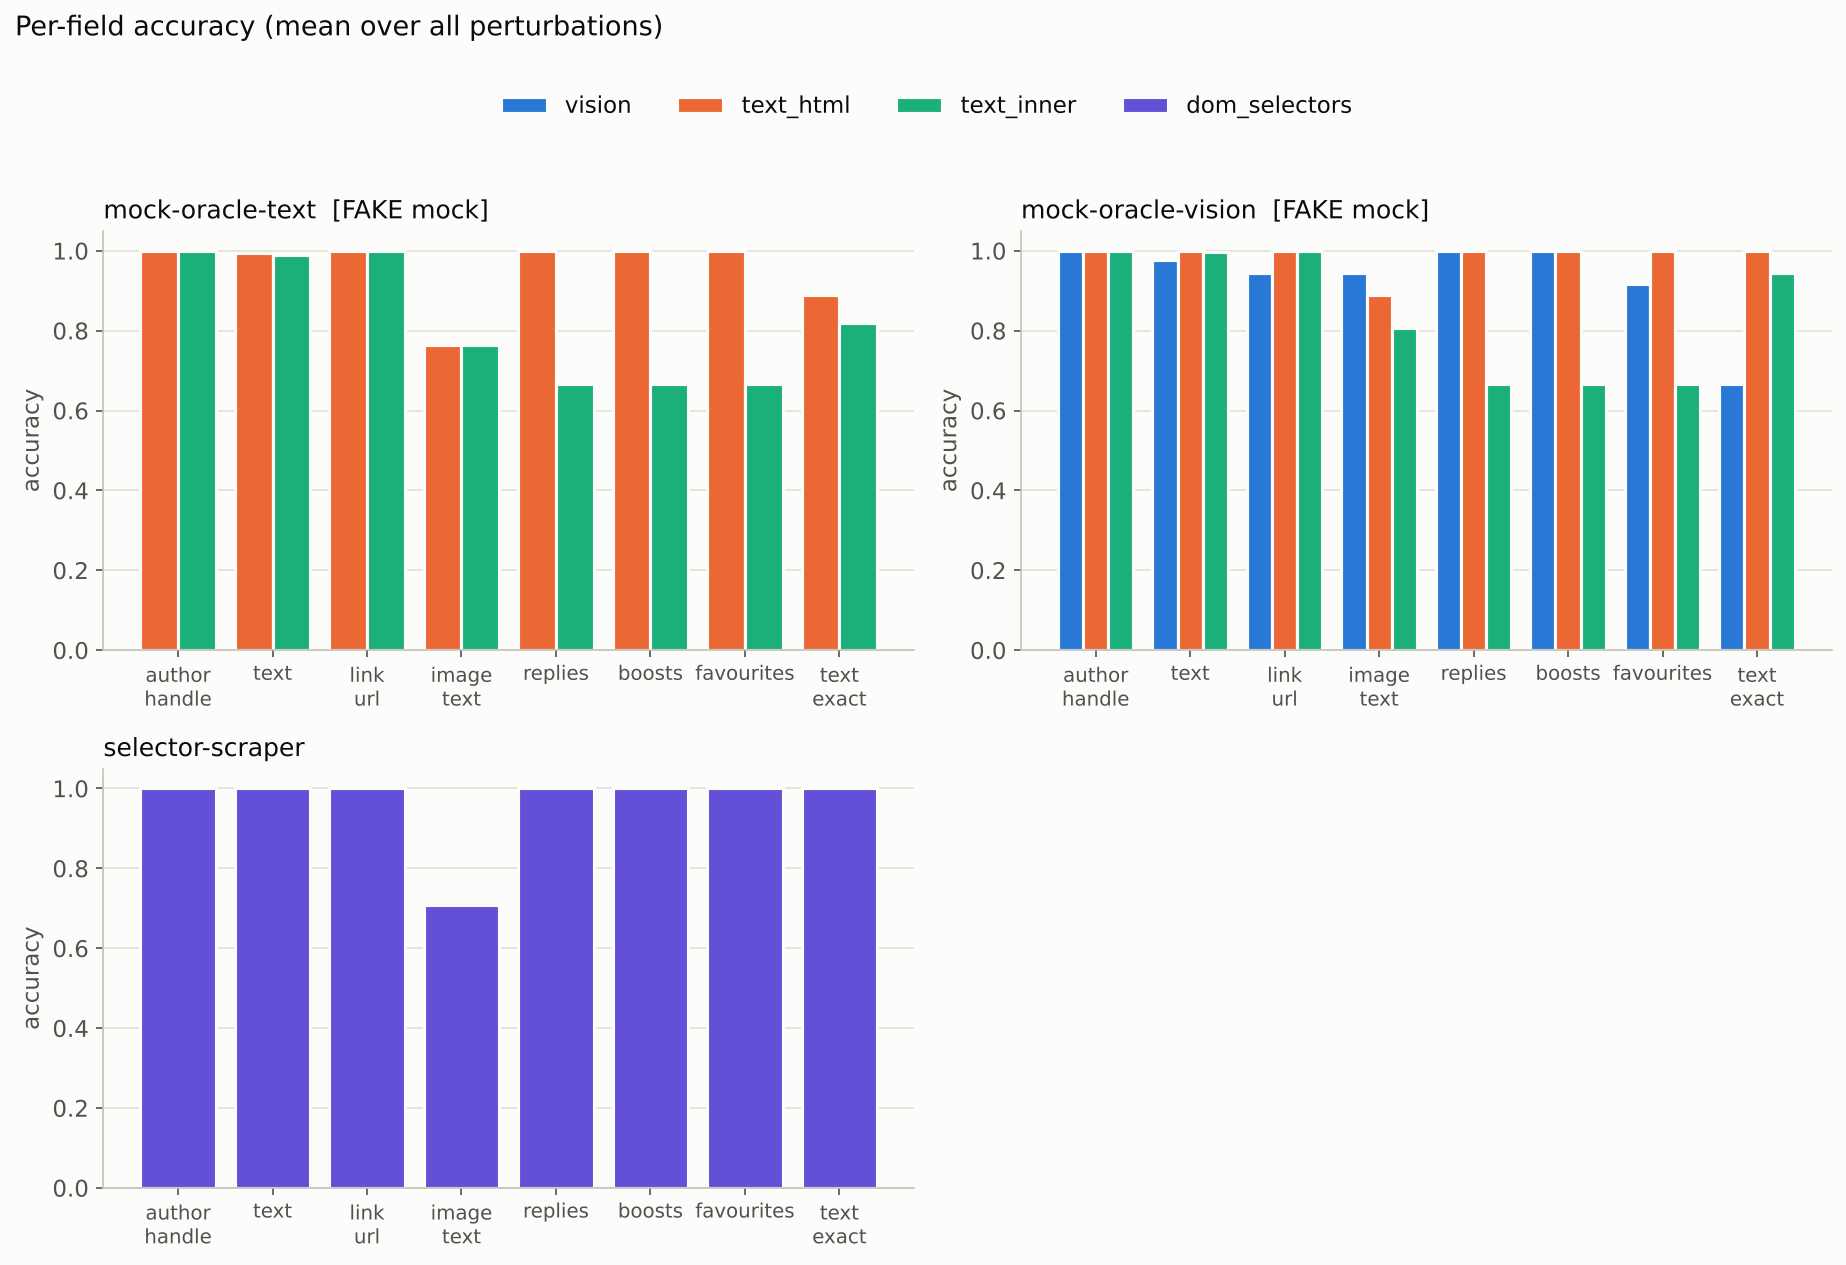 Per-field accuracy (mean over all perturbations)
vision text_html text_inner dom_selectors
mock-oracle-text [FAKE mock]
1.0
0.8
0.6
0.4
0.2
0.0
accuracy
author handle
text
link url
image text
replies
boosts
favourites
text exact
mock-oracle-vision [FAKE mock]
1.0
0.8
0.6
0.4
0.2
0.0
accuracy
author handle
text
link url
image text
replies
boosts
favourites
text exact
selector-scraper
1.0
0.8
0.6
0.4
0.2
0.0
accuracy
author handle
text
link url
image text
replies
boosts
favourites
text exact